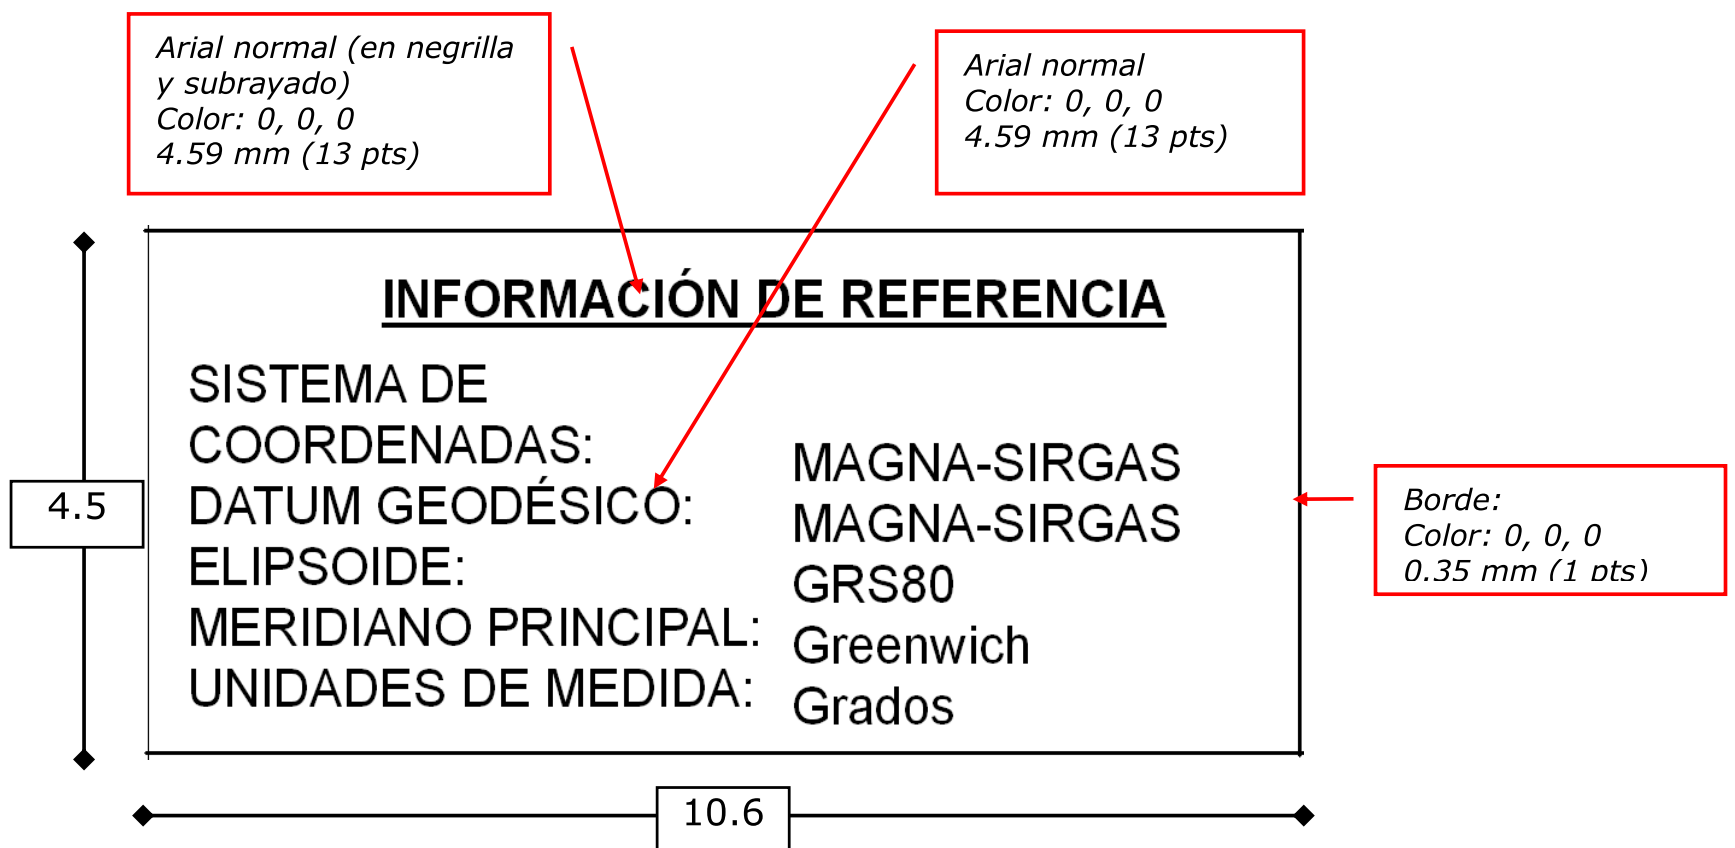 Arial normal (en negrilla
y subrayado)
Color: 0, 0, 0
4.59 mm (13 pts)
Arial normal
Color: 0, 0, 0
4.59 mm (13 pts)
INFORMACIÓN DE REFERENCIA
SISTEMA DE
COORDENADAS: MAGNA-SIRGAS
DATUM GEODÉSICO: MAGNA-SIRGAS
ELIPSOIDE: GRS80
MERIDIANO PRINCIPAL: Greenwich
UNIDADES DE MEDIDA: Grados
4.5
Borde:
Color: 0, 0, 0
0.35 mm (1 pts)
10.6